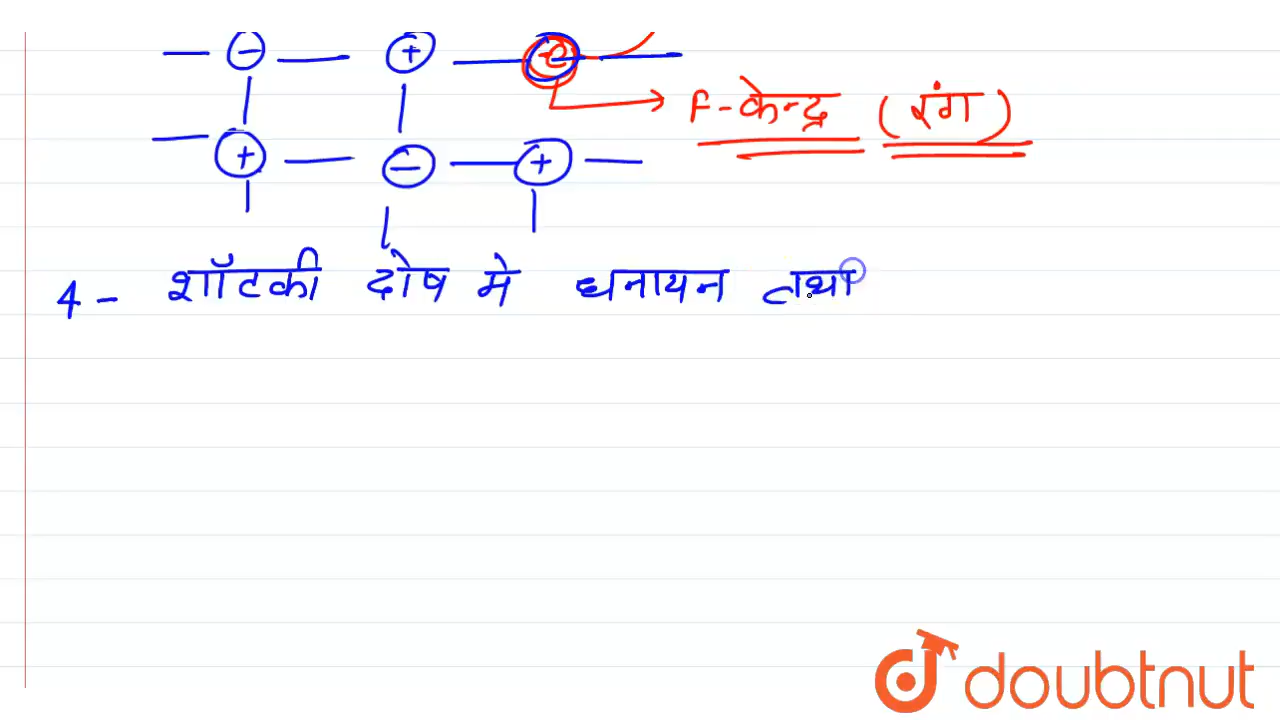 − + e
F - केन्द्र (रंग)
+ − +
4 - शॉटकी दोष मे धनायन तथा
doubtnut